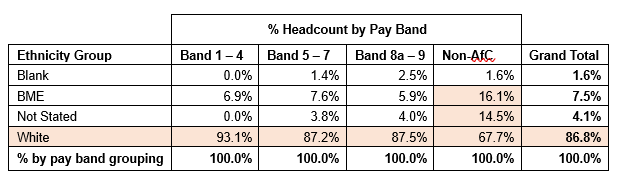 % Headcount by Pay Band
Ethnicity Group Band 1 – 4 Band 5 – 7 Band 8a – 9 Non-AfC Grand Total
Blank 0.0% 1.4% 2.5% 1.6% 1.6%
BME 6.9% 7.6% 5.9% 16.1% 7.5%
Not Stated 0.0% 3.8% 4.0% 14.5% 4.1%
White 93.1% 87.2% 87.5% 67.7% 86.8%
% by pay band grouping 100.0% 100.0% 100.0% 100.0% 100.0%